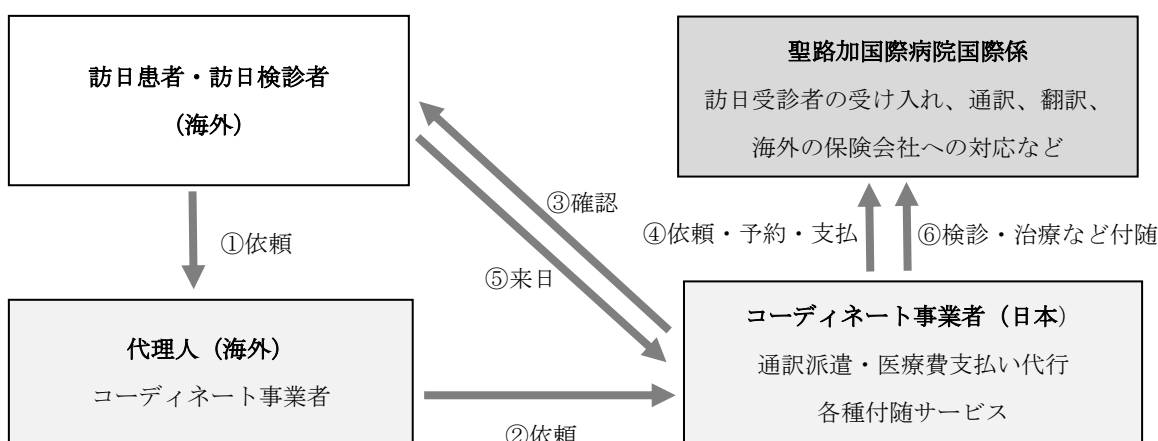 訪日患者・訪日検診者
(海外)
聖路加国際病院国際係
訪日受診者の受け入れ、通訳、翻訳、
海外の保険会社への対応など
①依頼
③確認
⑤来日
④依頼・予約・支払
⑥検診・治療など付随
代理人（海外）
コーディネート事業者
②依頼
コーディネート事業者（日本）
通訳派遣・医療費支払い代行
各種付随サービス